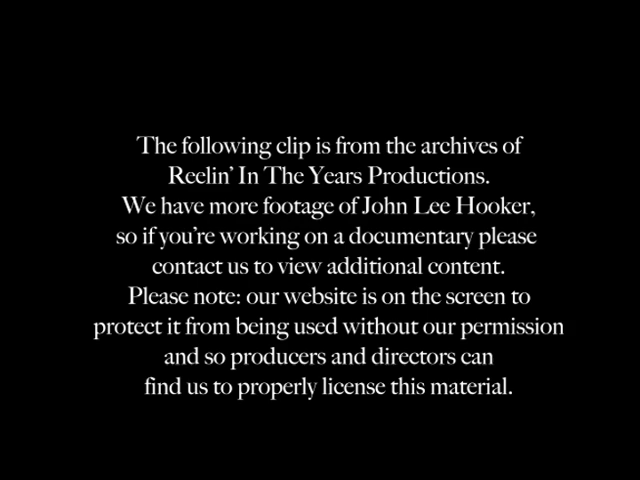 The following clip is from the archives of
Reelin’ In The Years Productions.
We have more footage of John Lee Hooker,
so if you’re working on a documentary please
contact us to view additional content.
Please note: our website is on the screen to
protect it from being used without our permission
and so producers and directors can
find us to properly license this material.